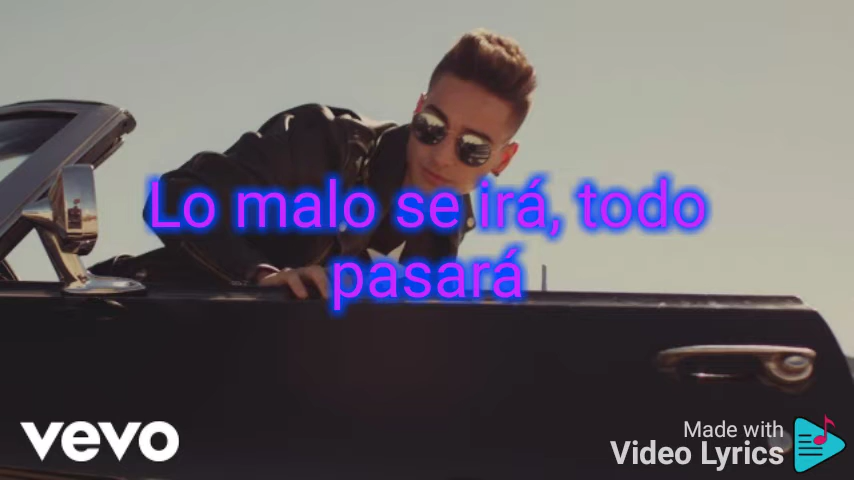 Lo malo se irá, todo
pasará
vevo
Made with
Video Lyrics